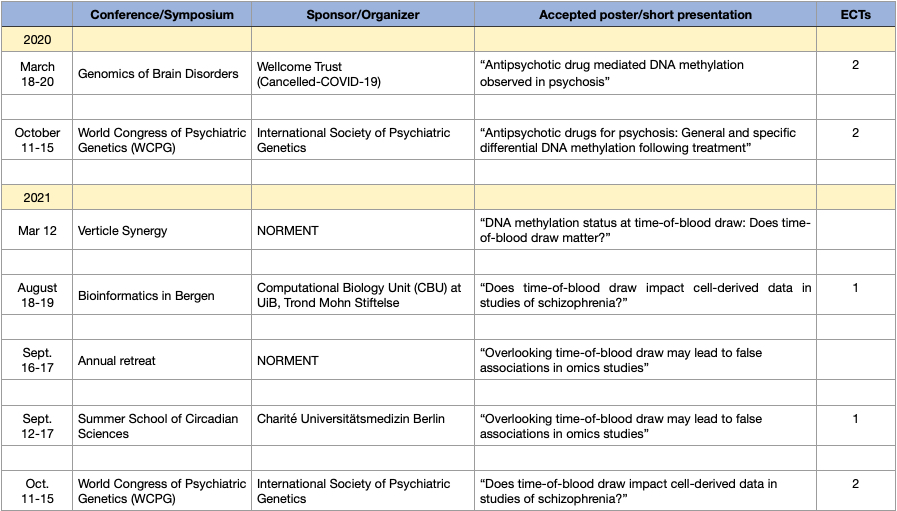 Conference/Symposium Sponsor/Organizer Accepted poster/short presentation ECTs
2020
March
18-20
Genomics of Brain Disorders
Wellcome Trust
(Cancelled-COVID-19)
“Antipsychotic drug mediated DNA methylation
observed in psychosis”
2
October
11-15
World Congress of Psychiatric
Genetics (WCPG)
International Society of Psychiatric
Genetics
“Antipsychotic drugs for psychosis: General and specific
differential DNA methylation following treatment”
2
2021
Mar 12
Verticle Synergy
NORMENT
“DNA methylation status at time-of-blood draw: Does time-
of-blood draw matter?”
August
18-19
Bioinformatics in Bergen
Computational Biology Unit (CBU) at
UiB, Trond Mohn Stiftelse
“Does time-of-blood draw impact cell-derived data in
studies of schizophrenia?”
1
Sept.
16-17
Annual retreat
NORMENT
“Overlooking time-of-blood draw may lead to false
associations in omics studies”
Sept.
12-17
Summer School of Circadian
Sciences
Charité Universitätsmedizin Berlin
“Overlooking time-of-blood draw may lead to false
associations in omics studies”
1
Oct.
11-15
World Congress of Psychiatric
Genetics (WCPG)
International Society of Psychiatric
Genetics
“Does time-of-blood draw impact cell-derived data in
studies of schizophrenia?”
2